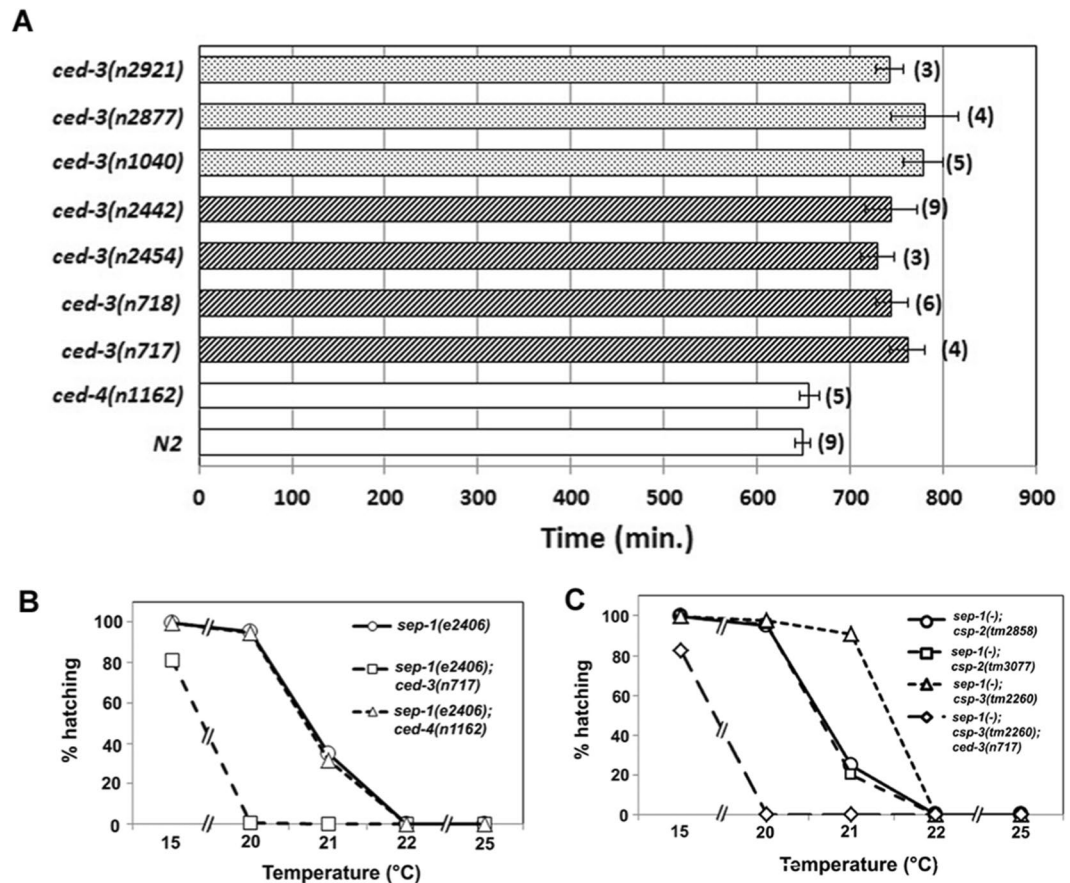 A
ced-3(n2921)
(3)
ced-3(n2877)
(4)
ced-3(n1040)
(5)
ced-3(n2442)
(9)
ced-3(n2454)
(3)
ced-3(n718)
(6)
ced-3(n717)
(4)
ced-4(n1162)
(5)
N2
(9)
0 100 200 300 400 500 600 700 800 900
Time (min.)
B
% hatching
100
80
60
40
20
0
15 20 21 22 25
Temperature (°C)
sep-1(e2406)
sep-1(e2406);
ced-3(n717)
sep-1(e2406);
ced-4(n1162)
C
% hatching
100
80
60
40
20
0
15 20 21 22 25
Temperature (°C)
sep-1(-);
csp-2(tm2858)
sep-1(-);
csp-2(tm3077)
sep-1(-);
csp-3(tm2260)
sep-1(-);
csp-3(tm2260);
ced-3(n717)